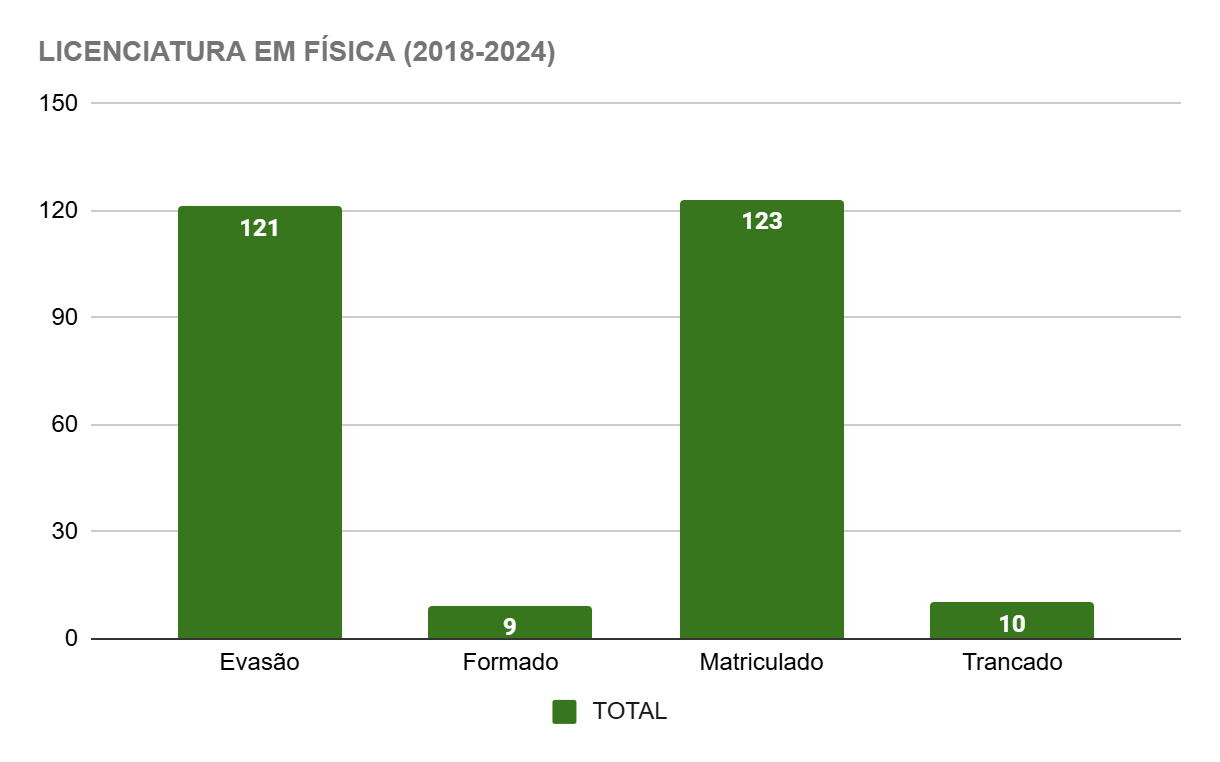 LICENCIATURA EM FÍSICA (2018-2024)
150
120
90
60
30
0
121
9
123
10
Evasão
Formado
Matriculado
Trancado
TOTAL